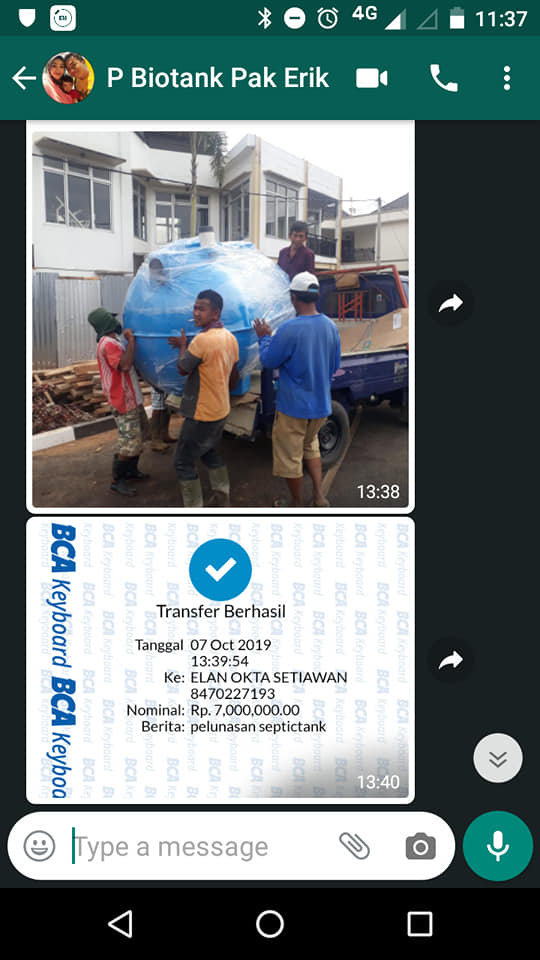 4G 11:37
P Biotank Pak Erik
13:38
BCA Keyboard BCA Keyboa
Transfer Berhasil
Tanggal 07 Oct 2019
13:39:54
Ke: ELAN OKTA SETIAWAN
8470227193
Nominal: Rp. 7,000,000.00
Berita: pelunasan septictank
13:40
Type a message